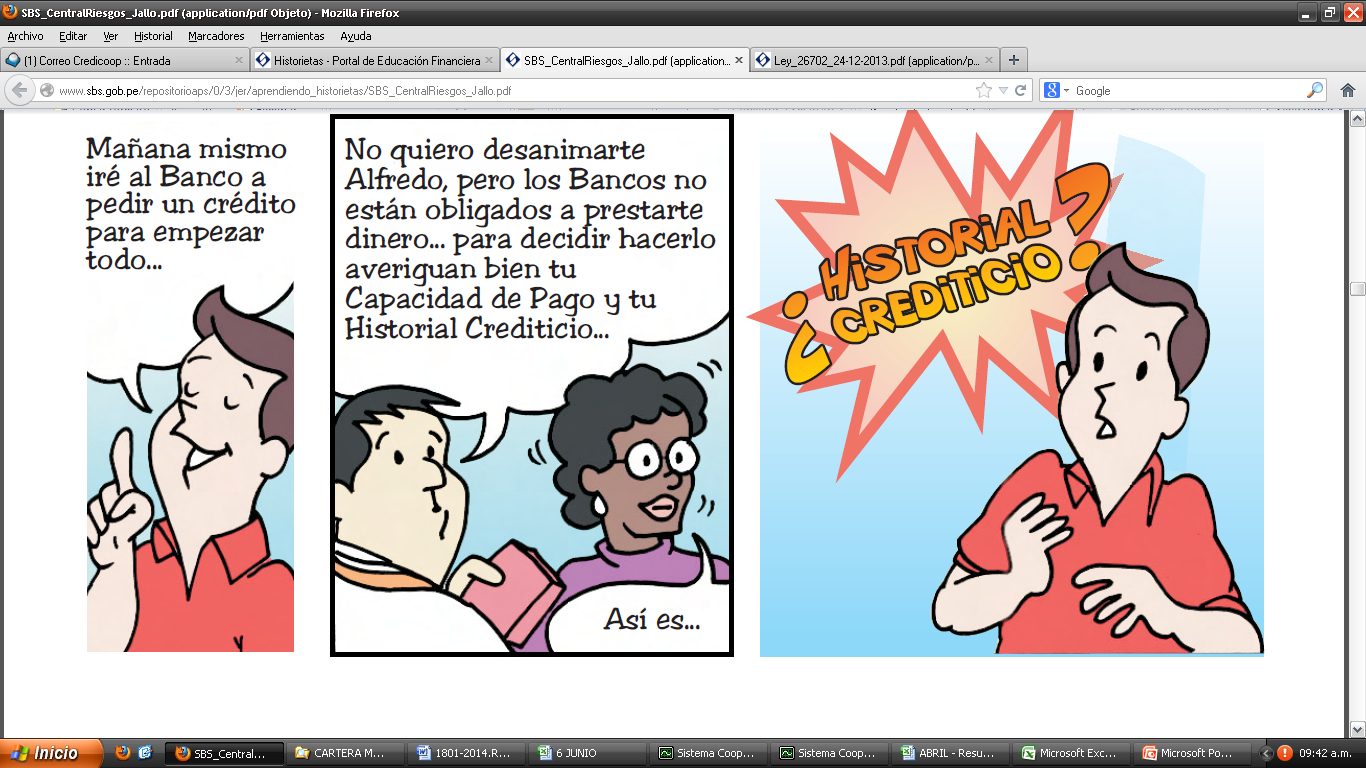 SBS_CentralRiesgos_Jallo.pdf (application/pdf Objeto) - Mozilla Firefox
Archivo Editar Ver Historial Marcadores Herramientas Ayuda
(1) Correo Credicoop :: Entrada
Historietas - Portal de Educación Financiera
SBS_CentralRiesgos_Jallo.pdf (application...
Ley_26702_24-12-2013.pdf (application/p...
www.sbs.gob.pe/repositorioaps/0/3/jer/aprendiendo_historietas/SBS_CentralRiesgos_Jallo.pdf
Google
Mañana mismo
iré al Banco a
pedir un crédito
para empezar
todo...
No quiero desanimarte
Alfredo, pero los Bancos no
están obligados a prestarte
dinero... para decidir hacerlo
averiguan bien tu
Capacidad de Pago y tu
Historial Crediticio...
Así es...
¿HISTORIAL
CREDITICIO?
Inicio
SBS_Central...
CARTERA M...
1801-2014.R...
6 JUNIO
Sistema Coop...
Sistema Coop...
ABRIL - Resu...
Microsoft Exc...
Microsoft Po...
09:42 a.m.